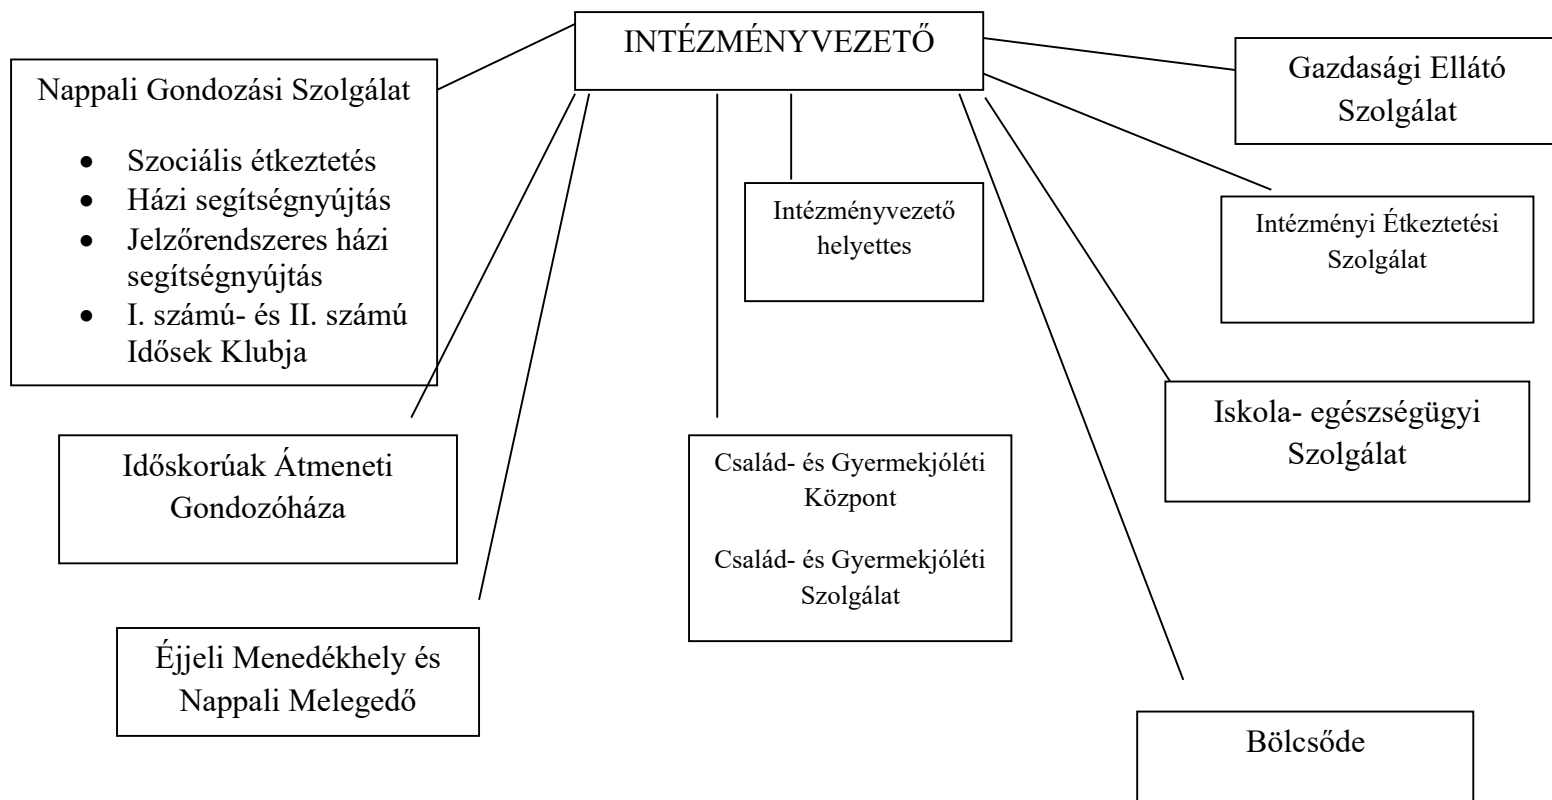 INTÉZMÉNYVEZETŐ
Nappali Gondozási Szolgálat
• Szociális étkeztetés
• Házi segítségnyújtás
• Jelzőrendszeres házi
segítségnyújtás
• I. számú- és II. számú
Idősek Klubja
Gazdasági Ellátó
Szolgálat
Intézményvezető
helyettes
Intézményi Étkeztetési
Szolgálat
Iskola- egészségügyi
Szolgálat
Időskorúak Átmeneti
Gondozóháza
Család- és Gyermekjóléti
Központ
Család- és Gyermekjóléti
Szolgálat
Éjjeli Menedékhely és
Nappali Melegedő
Bölcsőde